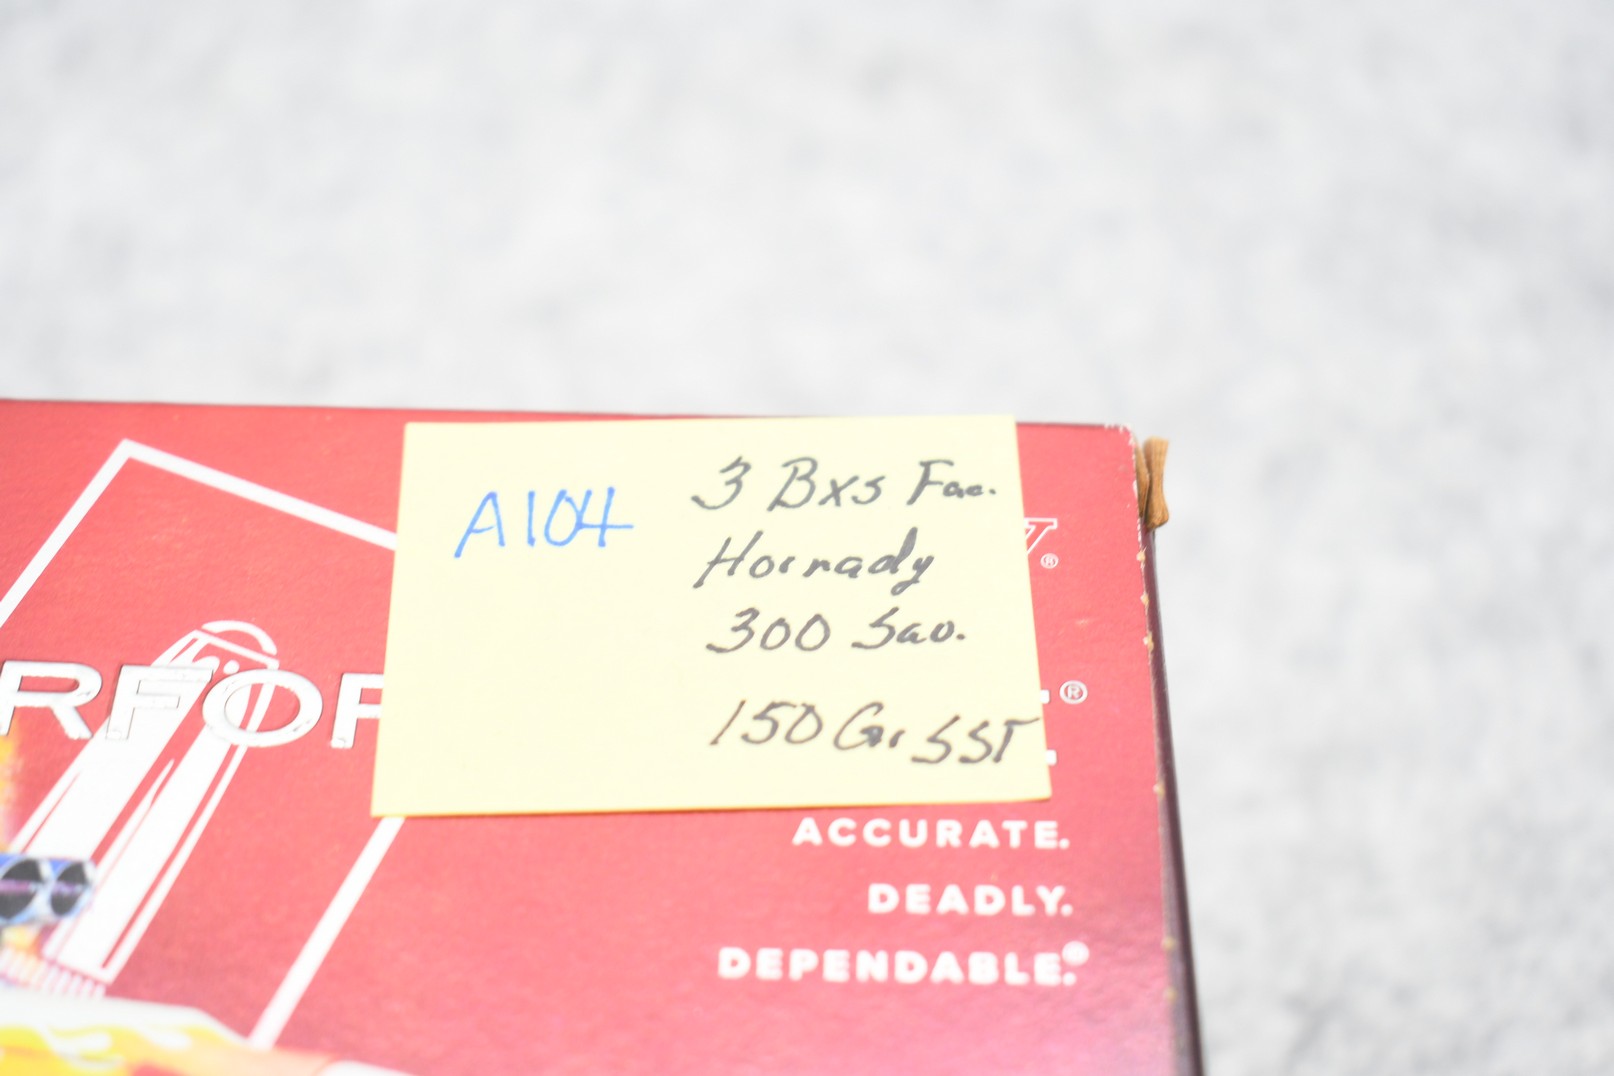 A104
3 Bxs Fac.
Hornady
300 Sav.
150 Gr SST
Y®
RFOR
®
ACCURATE.
DEADLY.
DEPENDABLE.®